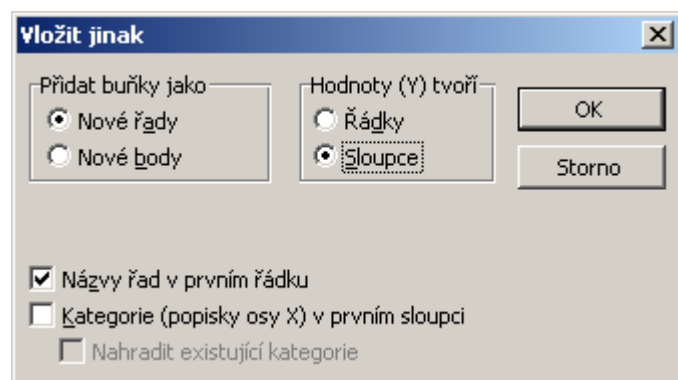 Vložit jinak
Přidat buňky jako
Nové řady
Nové body
Hodnoty (Y) tvoří
Řádky
Sloupce
OK
Storno
Názvy řad v prvním řádku
Kategorie (popisky osy X) v prvním sloupci
Nahradit existující kategorie